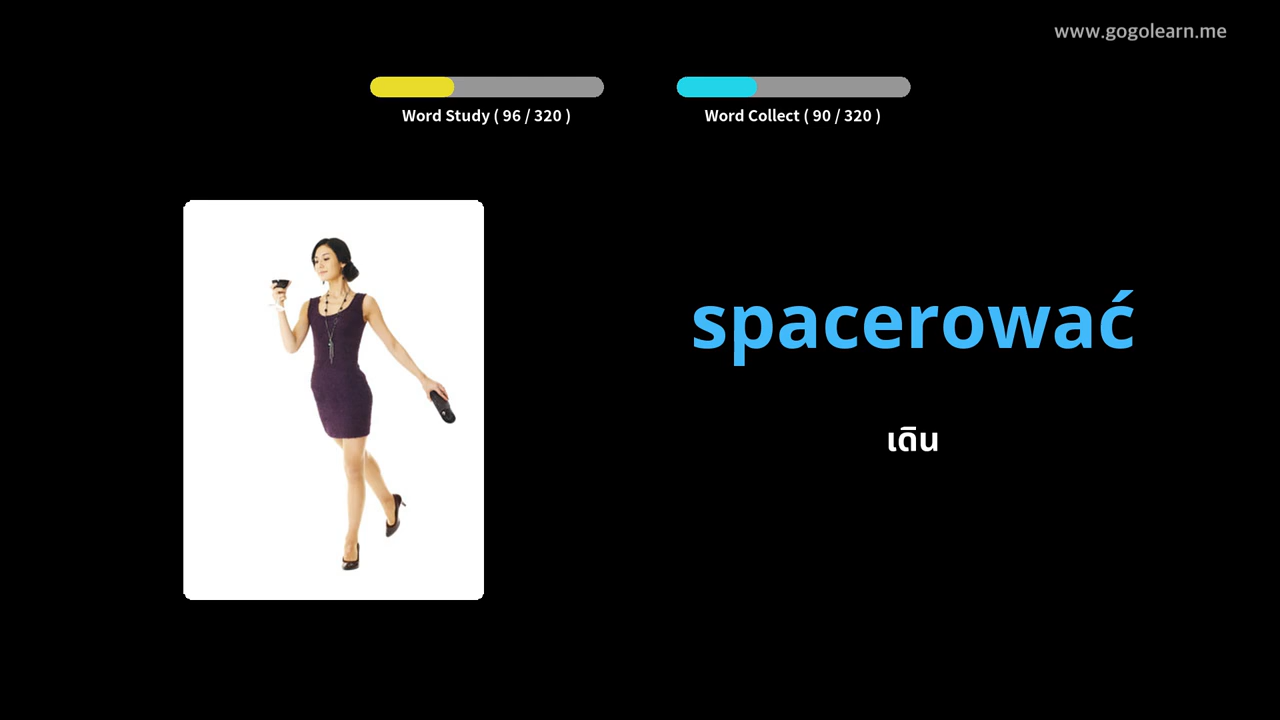 www.gogolearn.me
Word Study ( 96 / 320 )
Word Collect ( 90 / 320 )
spacerować
เดิน